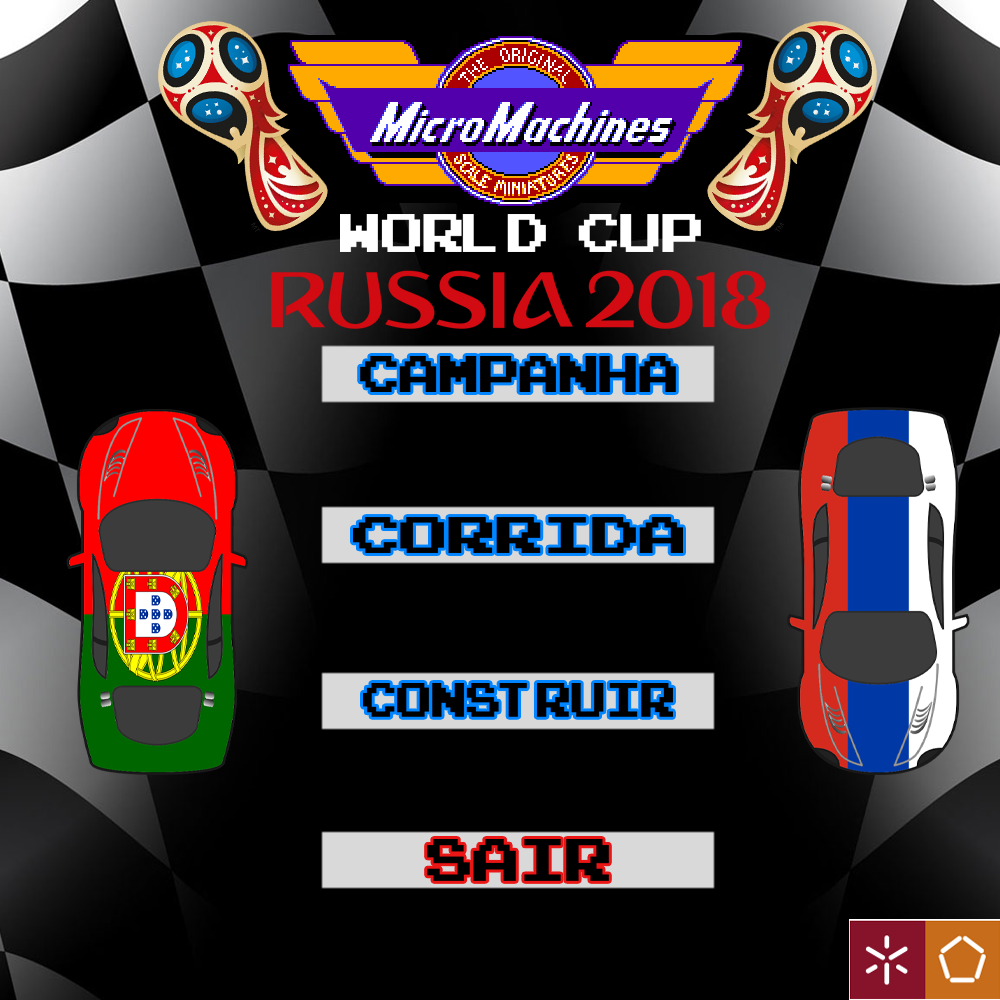 THE ORIGINAL
MicroMachines
SCALE MINIATURES
WORLD CUP
RUSSIA 2018
CAMPANHA
CORRIDA
CONSTRUIR
SAIR